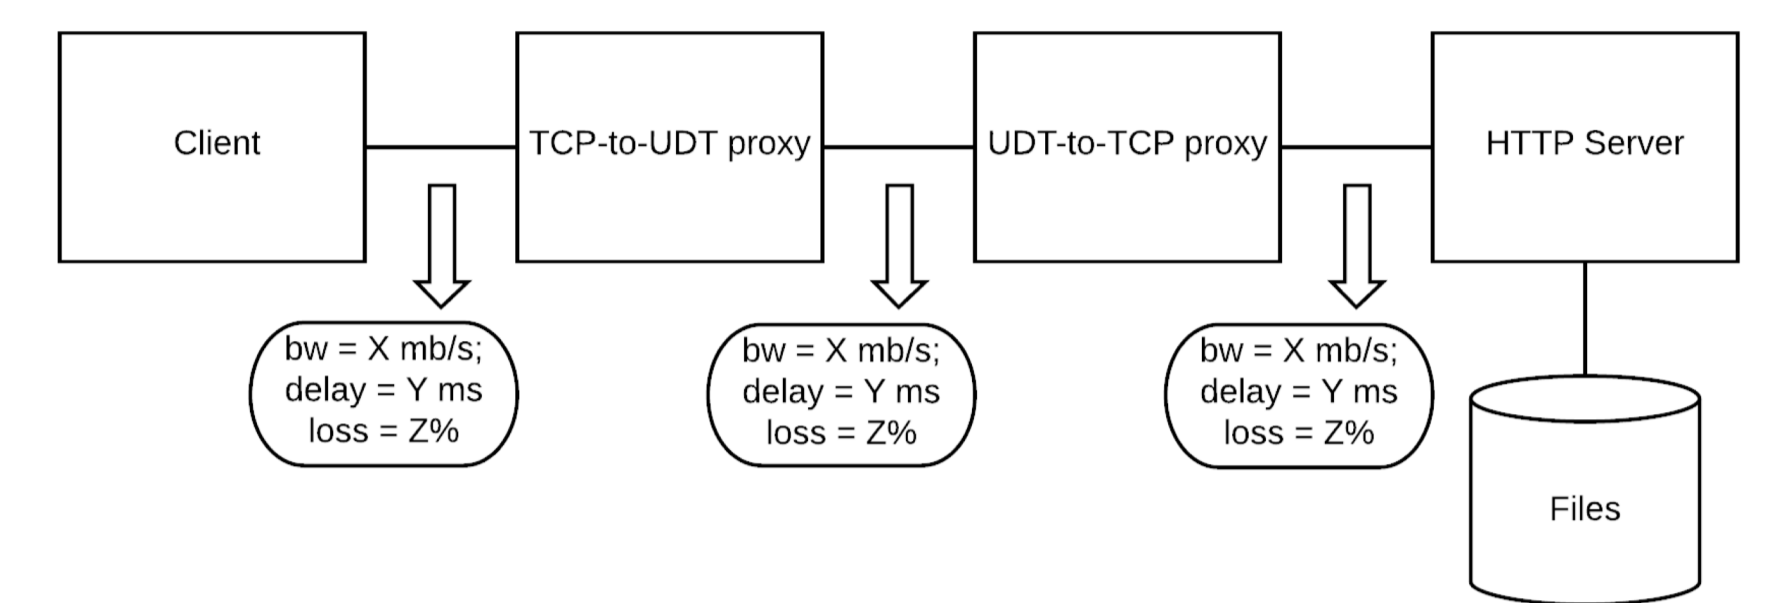 Client
TCP-to-UDT proxy
UDT-to-TCP proxy
HTTP Server
bw = X mb/s;
delay = Y ms
loss = Z%
bw = X mb/s;
delay = Y ms
loss = Z%
bw = X mb/s;
delay = Y ms
loss = Z%
Files